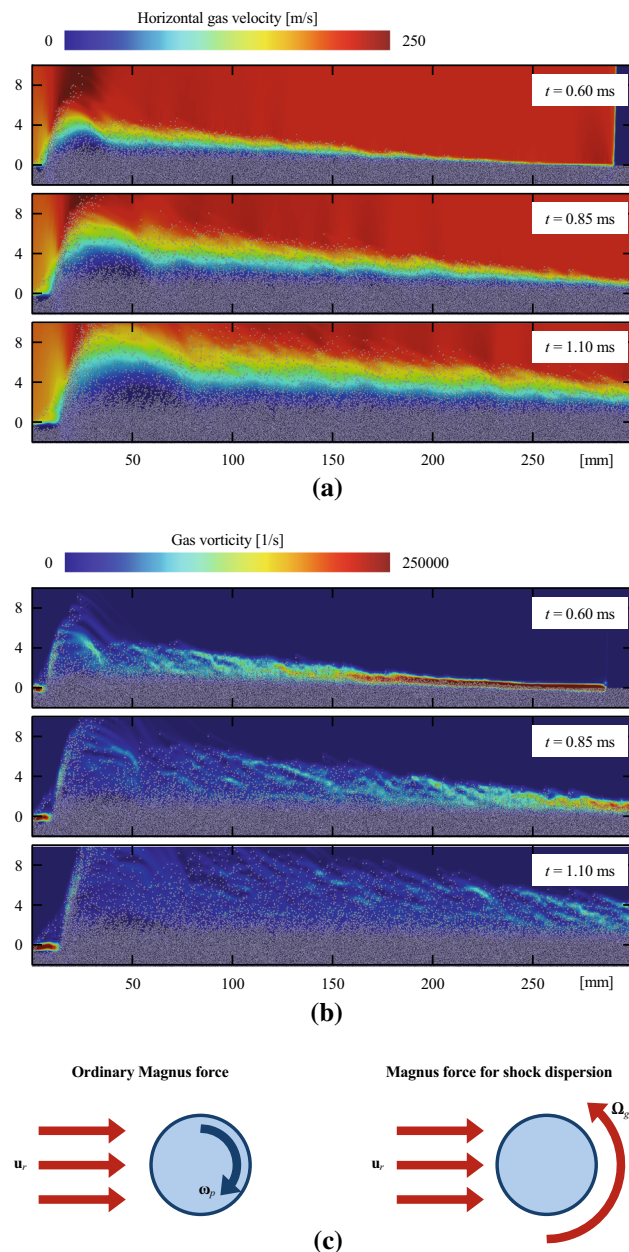 Horizontal gas velocity [m/s]
0 250
t = 0.60 ms
8
4
0
t = 0.85 ms
8
4
0
t = 1.10 ms
8
4
0
50 100 150 200 250 [mm]
(a)
Gas vorticity [1/s]
0 250000
t = 0.60 ms
8
4
0
t = 0.85 ms
8
4
0
t = 1.10 ms
8
4
0
50 100 150 200 250 [mm]
(b)
Ordinary Magnus force Magnus force for shock dispersion
Ωg
ur ur
ωp
(c)